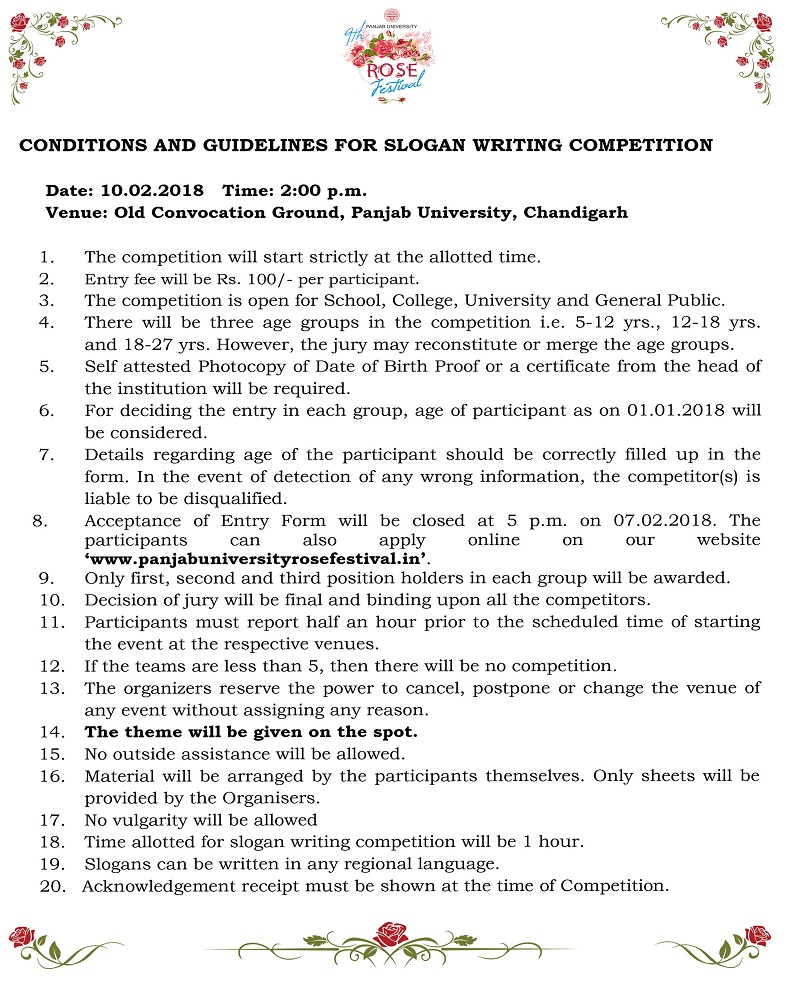 PANJAB UNIVERSITY
9th
ROSE
Festival
CONDITIONS AND GUIDELINES FOR SLOGAN WRITING COMPETITION
Date: 10.02.2018 Time: 2:00 p.m.
Venue: Old Convocation Ground, Panjab University, Chandigarh
1. The competition will start strictly at the allotted time.
2. Entry fee will be Rs. 100/- per participant.
3. The competition is open for School, College, University and General Public.
4. There will be three age groups in the competition i.e. 5-12 yrs., 12-18 yrs.
and 18-27 yrs. However, the jury may reconstitute or merge the age groups.
5. Self attested Photocopy of Date of Birth Proof or a certificate from the head of
the institution will be required.
6. For deciding the entry in each group, age of participant as on 01.01.2018 will
be considered.
7. Details regarding age of the participant should be correctly filled up in the
form. In the event of detection of any wrong information, the competitor(s) is
liable to be disqualified.
8. Acceptance of Entry Form will be closed at 5 p.m. on 07.02.2018. The
participants can also apply online on our website
‘www.panjabuniversityrosefestival.in’.
9. Only first, second and third position holders in each group will be awarded.
10. Decision of jury will be final and binding upon all the competitors.
11. Participants must report half an hour prior to the scheduled time of starting
the event at the respective venues.
12. If the teams are less than 5, then there will be no competition.
13. The organizers reserve the power to cancel, postpone or change the venue of
any event without assigning any reason.
14. The theme will be given on the spot.
15. No outside assistance will be allowed.
16. Material will be arranged by the participants themselves. Only sheets will be
provided by the Organisers.
17. No vulgarity will be allowed
18. Time allotted for slogan writing competition will be 1 hour.
19. Slogans can be written in any regional language.
20. Acknowledgement receipt must be shown at the time of Competition.